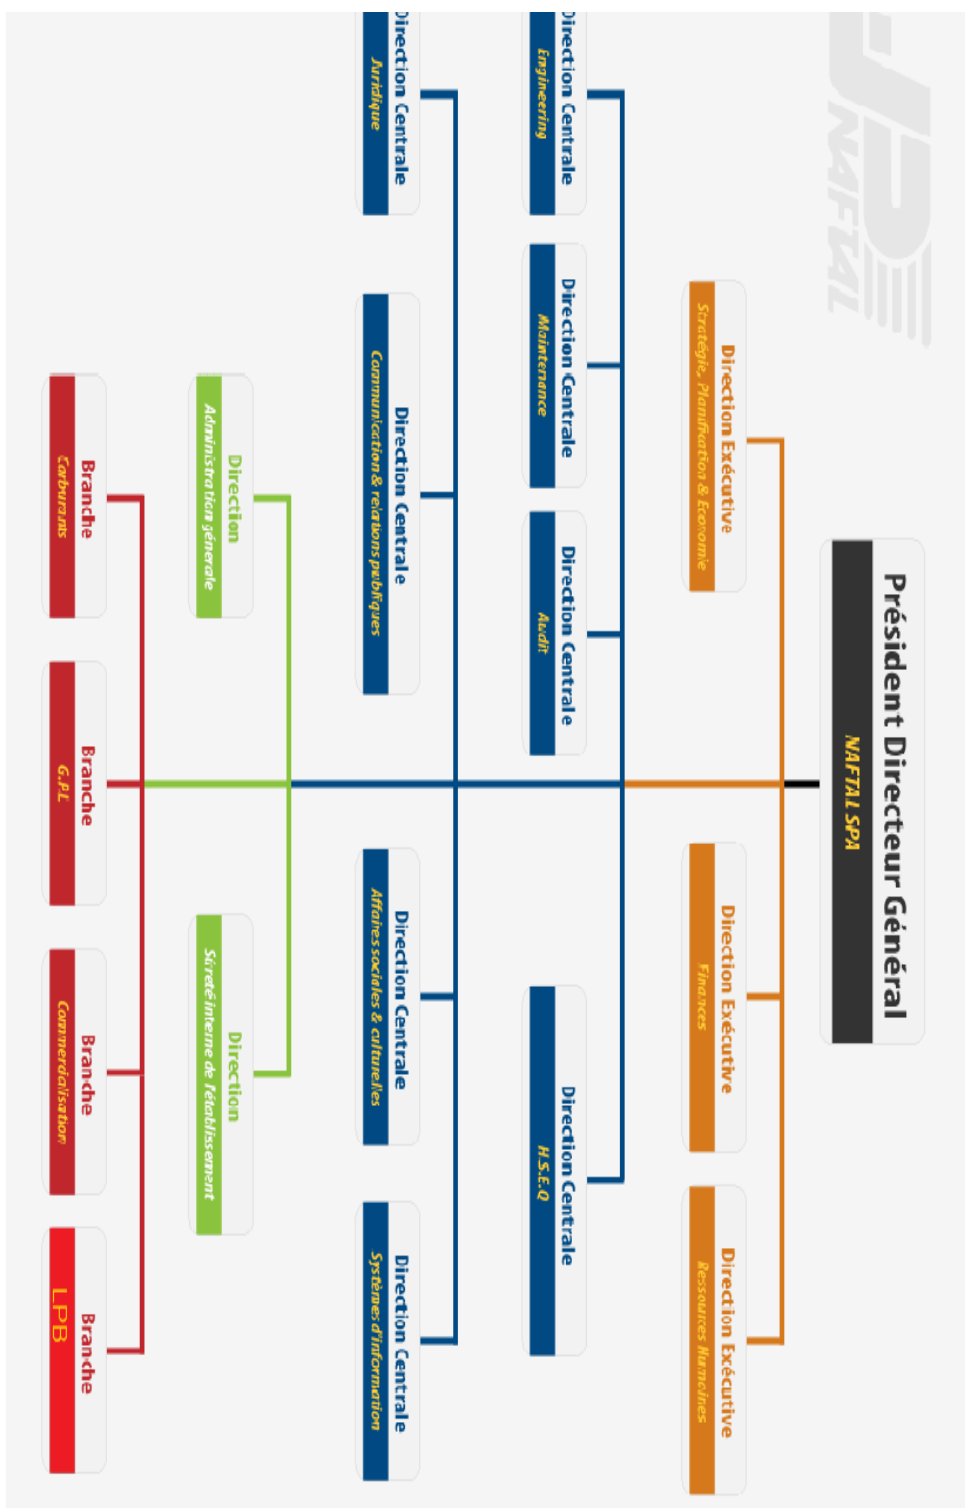 NAFTAL
Président Directeur Général
NAFTAL SPA
Direction Exécutive
Stratégie, Planification & Economie
Direction Exécutive
Finances
Direction Exécutive
Ressources Humaines
Direction Centrale
Engineering
Direction Centrale
Maintenance
Direction Centrale
Audit
Direction Centrale
H.S.E.Q
Direction Centrale
Juridique
Direction Centrale
Communication & relations publiques
Direction Centrale
Affaires sociales & culturelles
Direction Centrale
Systèmes d'information
Direction
Administration génerale
Direction
Sûreté interne de l'établissement
Branche
Carburants
Branche
G.P.L
Branche
Commercialisation
Branche
LPB